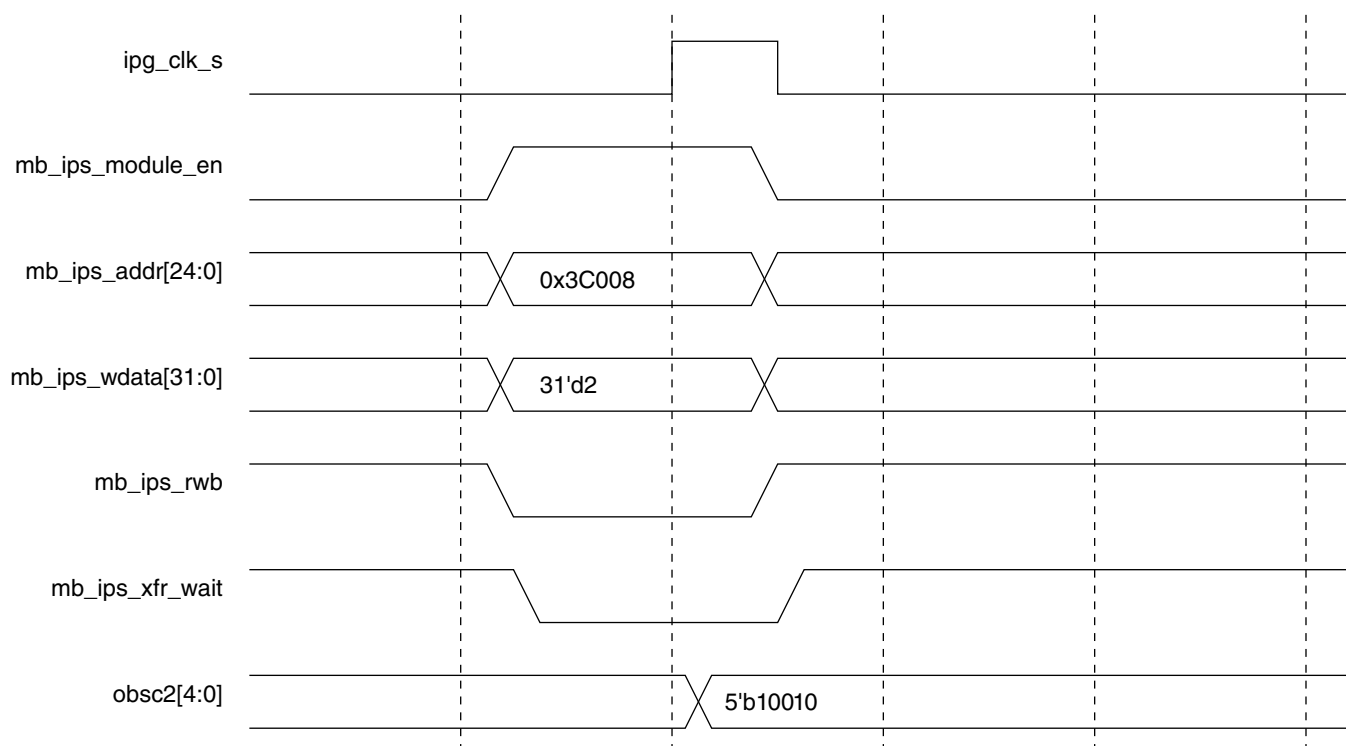 ipg_clk_s
mb_ips_module_en
mb_ips_addr[24:0]
0x3C008
mb_ips_wdata[31:0]
31'd2
mb_ips_rwb
mb_ips_xfr_wait
obsc2[4:0]
5'b10010